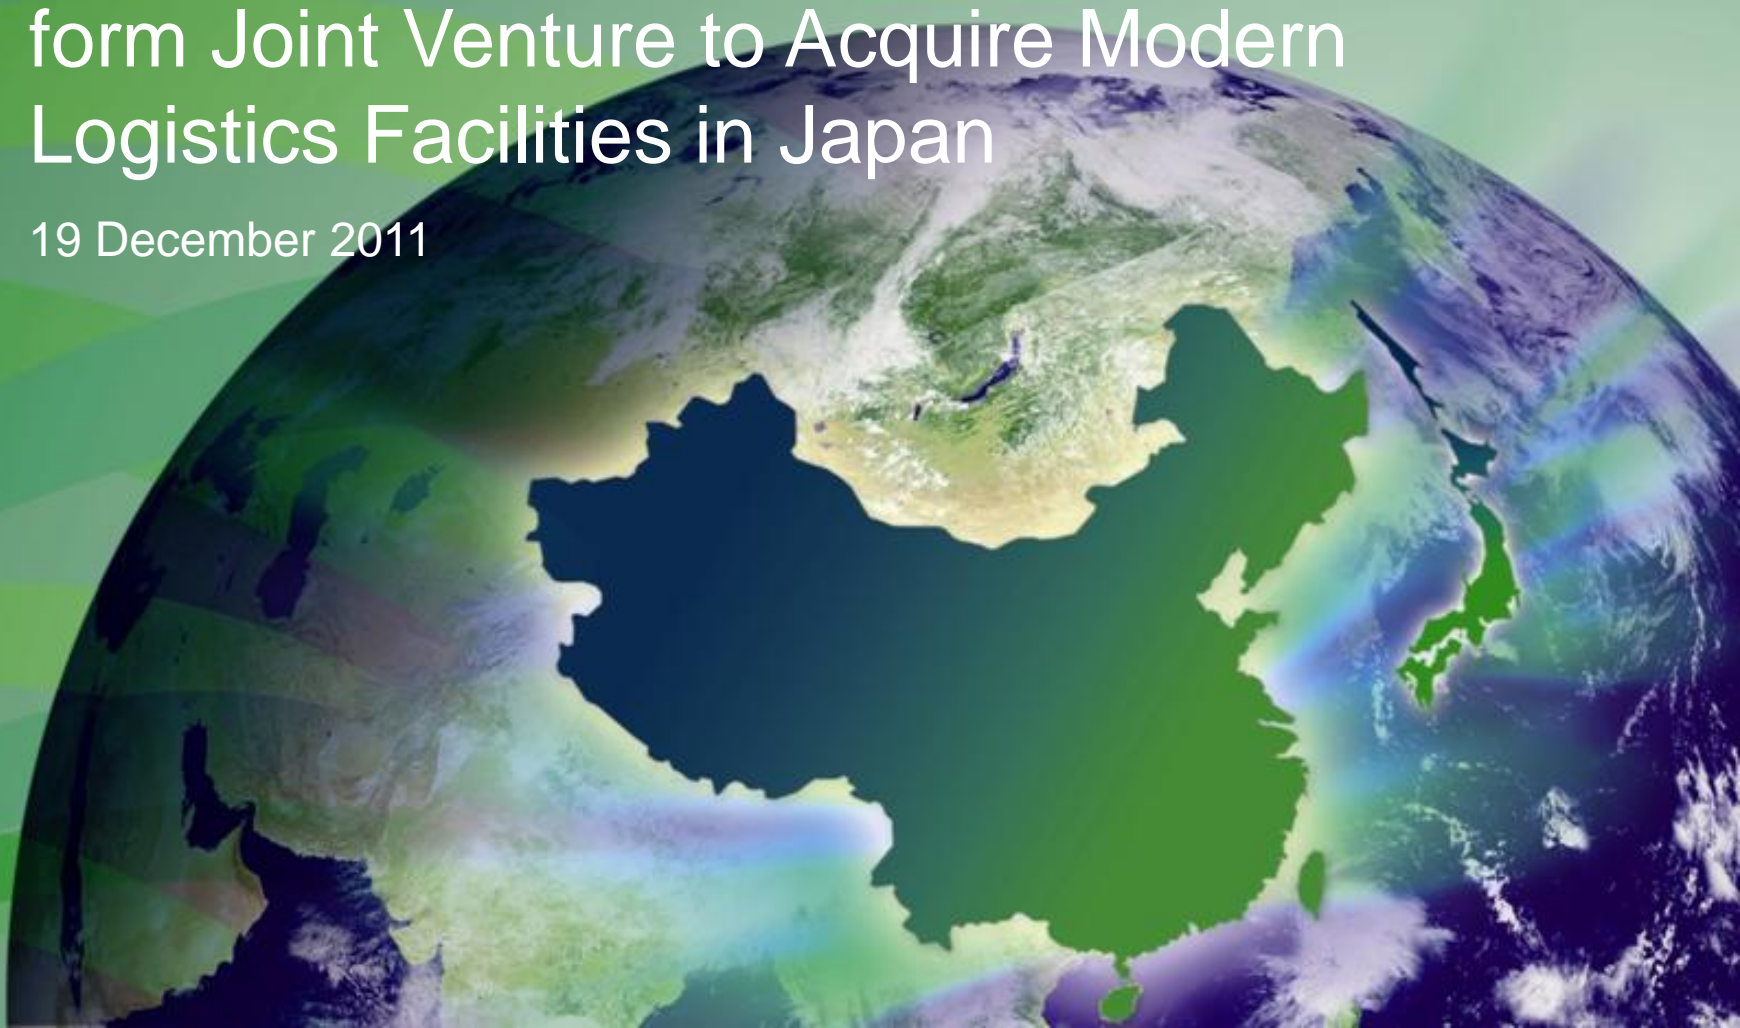 form Joint Venture to Acquire Modern
Logistics Facilities in Japan
19 December 2011